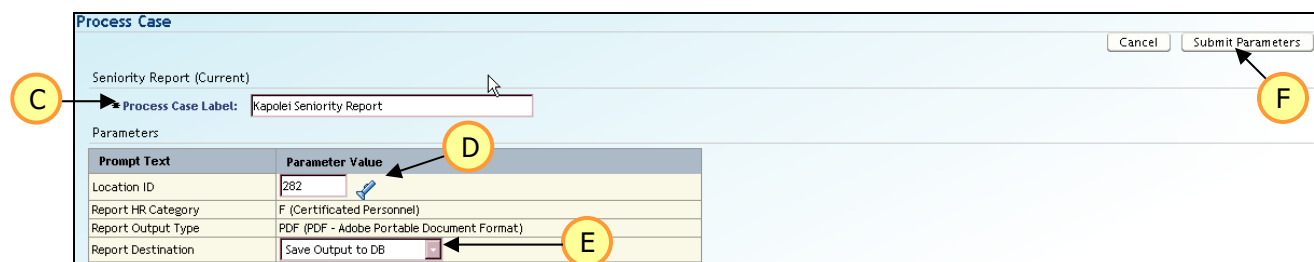 Process Case
Cancel Submit Parameters
Seniority Report (Current)
C * Process Case Label: Kapolei Seniority Report F
Parameters
D
Prompt Text Parameter Value
Location ID 282
Report HR Category F (Certificated Personnel)
Report Output Type PDF (PDF - Adobe Portable Document Format)
Report Destination Save Output to DB E